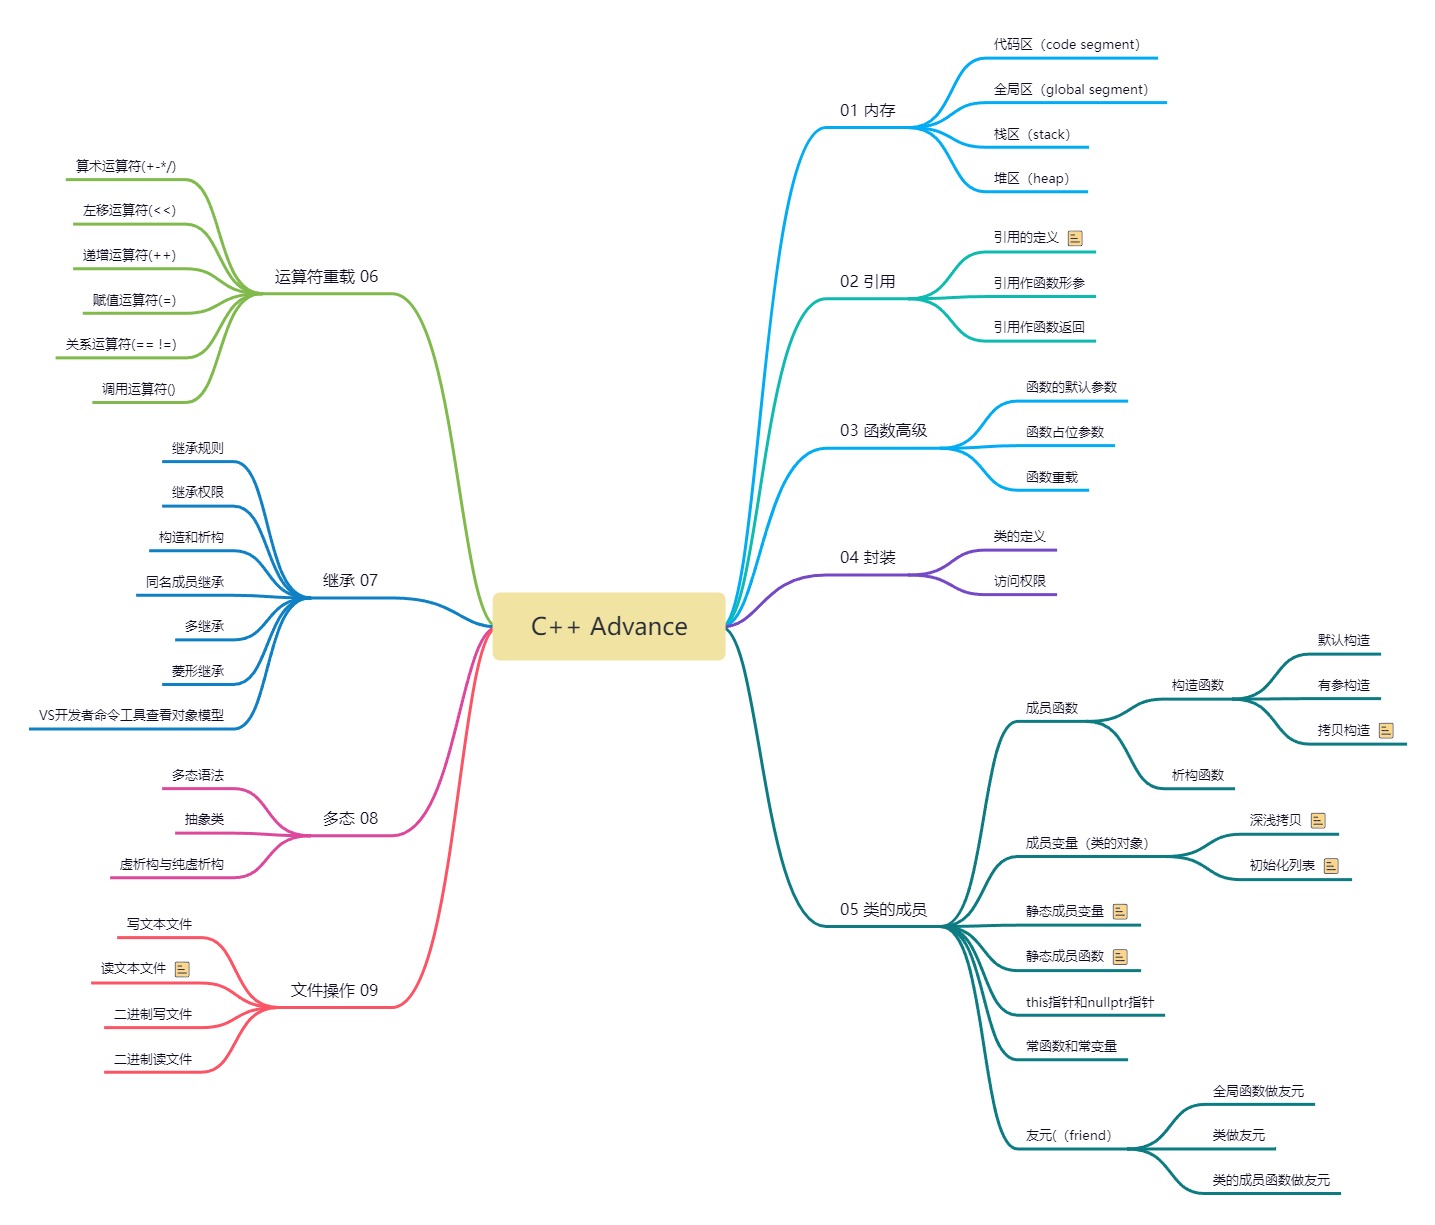 C++ Advance
01 内存
代码区（code segment）
全局区（global segment）
栈区（stack）
堆区（heap）
02 引用
引用的定义
引用作函数形参
引用作函数返回
03 函数高级
函数的默认参数
函数占位参数
函数重载
04 封装
类的定义
访问权限
05 类的成员
成员函数
构造函数
默认构造
有参构造
拷贝构造
析构函数
成员变量（类的对象）
深浅拷贝
初始化列表
静态成员变量
静态成员函数
this指针和nullptr指针
常函数和常变量
友元(（friend）
全局函数做友元
类做友元
类的成员函数做友元
运算符重载 06
算术运算符(+-*/)
左移运算符(<<)
递增运算符(++)
赋值运算符(=)
关系运算符(== !=)
调用运算符()
继承 07
继承规则
继承权限
构造和析构
同名成员继承
多继承
菱形继承
VS开发者命令工具查看对象模型
多态 08
多态语法
抽象类
虚析构与纯虚析构
文件操作 09
写文本文件
读文本文件
二进制写文件
二进制读文件